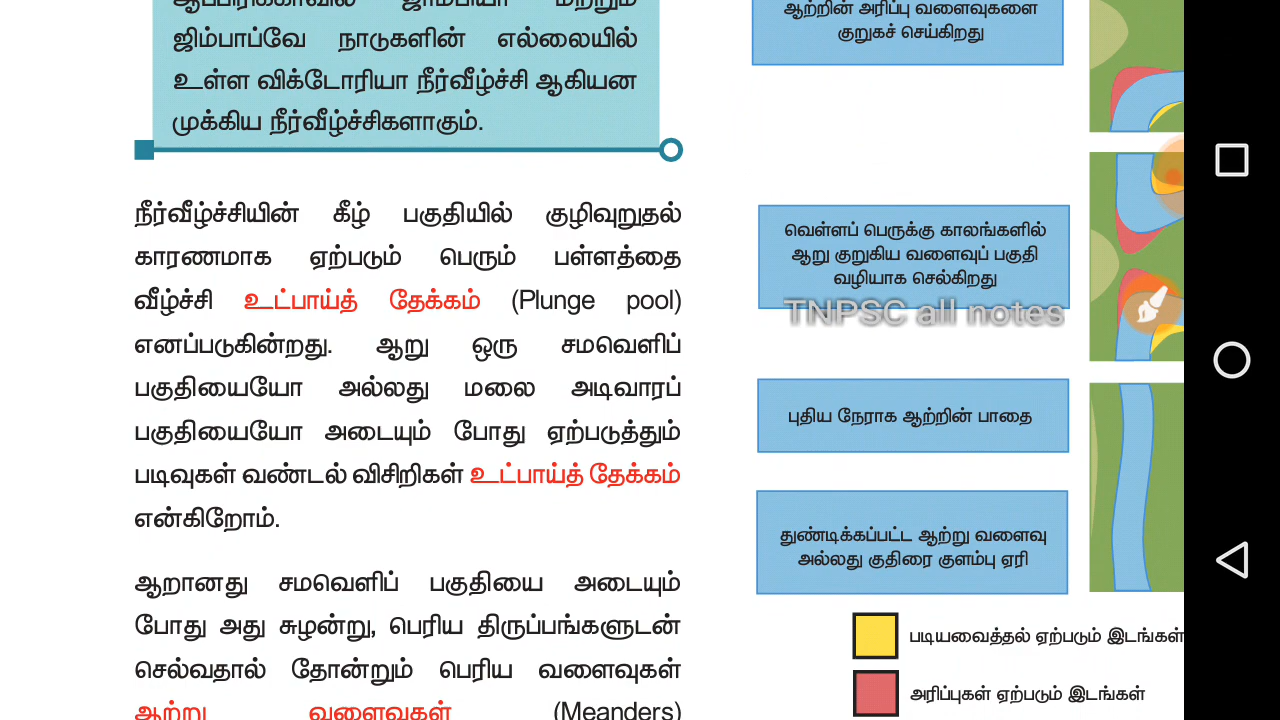 ஜிம்பாப்வே நாடுகளின் எல்லையில்
உள்ள விக்டோரியா நீர்வீழ்ச்சி ஆகியன
முக்கிய நீர்வீழ்ச்சிகளாகும்.
நீர்வீழ்ச்சியின் கீழ் பகுதியில் குழிவுறுதல்
காரணமாக ஏற்படும் பெரும் பள்ளத்தை
வீழ்ச்சி உட்பாய்த் தேக்கம் (Plunge pool)
எனப்படுகின்றது. ஆறு ஒரு சமவெளிப்
பகுதியையோ அல்லது மலை அடிவாரப்
பகுதியையோ அடையும் போது ஏற்படுத்தும்
படிவுகள் வண்டல் விசிறிகள் உட்பாய்த் தேக்கம்
என்கிறோம்.
ஆறானது சமவெளிப் பகுதியை அடையும்
போது அது சுழன்று, பெரிய திருப்பங்களுடன்
செல்வதால் தோன்றும் பெரிய வளைவுகள்
ஆற்று வளைவுகள் (Meanders)
ஆற்றின் அரிப்பு வளைவுகளை
குறுகச் செய்கிறது
வெள்ளப் பெருக்கு காலங்களில்
ஆறு குறுகிய வளைவுப் பகுதி
வழியாக செல்கிறது
TNPSC all notes
புதிய நேராக ஆற்றின் பாதை
துண்டிக்கப்பட்ட ஆற்று வளைவு
அல்லது குதிரை குளம்பு ஏரி
படியவைத்தல் ஏற்படும் இடங்கள்
அரிப்புகள் ஏற்படும் இடங்கள்